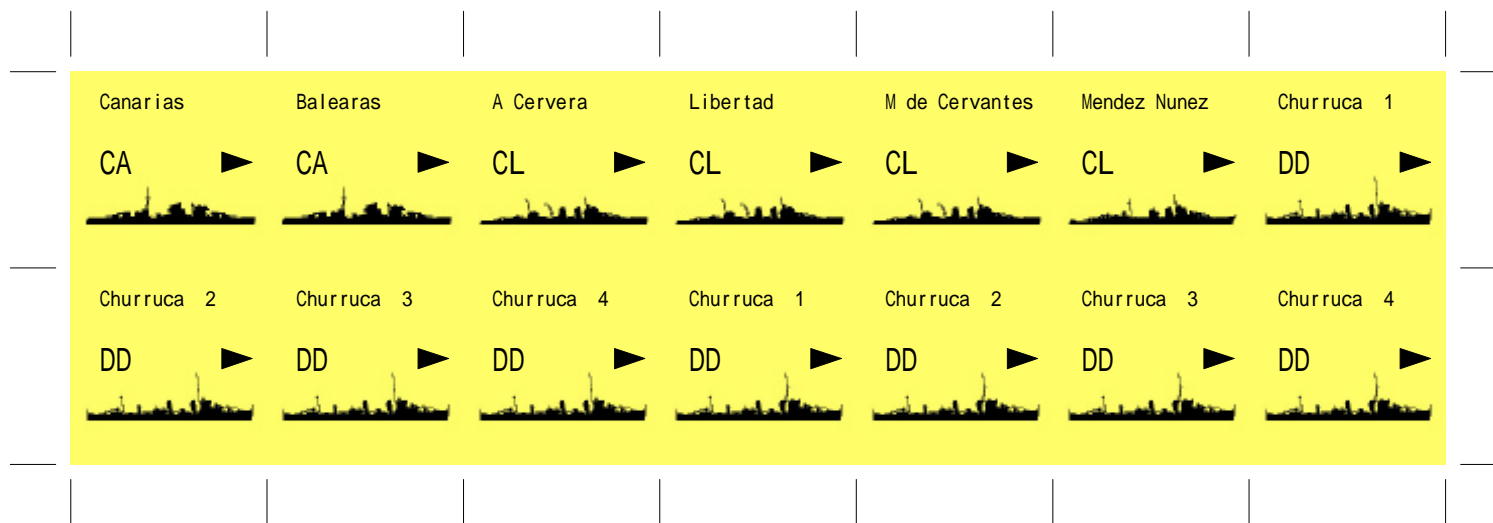 Canarias Balearas A Cervera Libertad M de Cervantes Mendez Nunez Churruca 1
CA CA CL CL CL CL DD
Churruca 2 Churruca 3 Churruca 4 Churruca 1 Churruca 2 Churruca 3 Churruca 4
DD DD DD DD DD DD DD